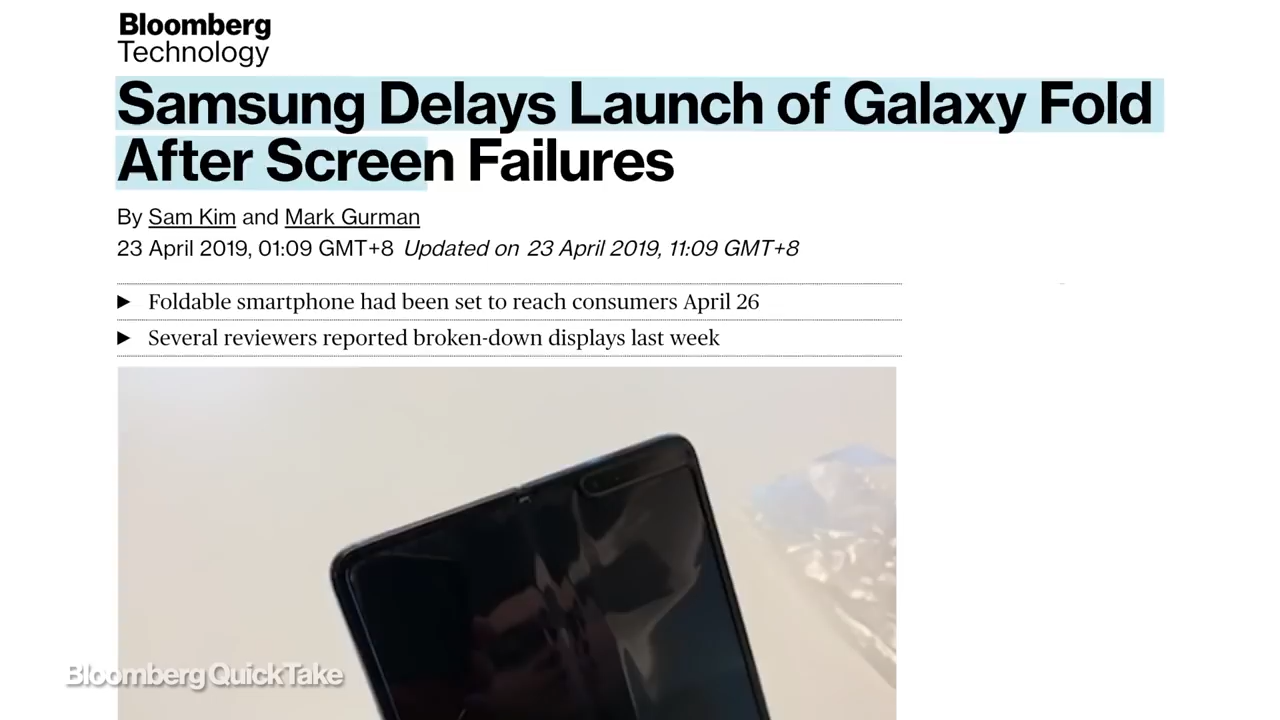 Bloomberg
Technology
Samsung Delays Launch of Galaxy Fold
After Screen Failures
By Sam Kim and Mark Gurman
23 April 2019, 01:09 GMT+8 Updated on 23 April 2019, 11:09 GMT+8
► Foldable smartphone had been set to reach consumers April 26
► Several reviewers reported broken-down displays last week
Bloomberg QuickTake